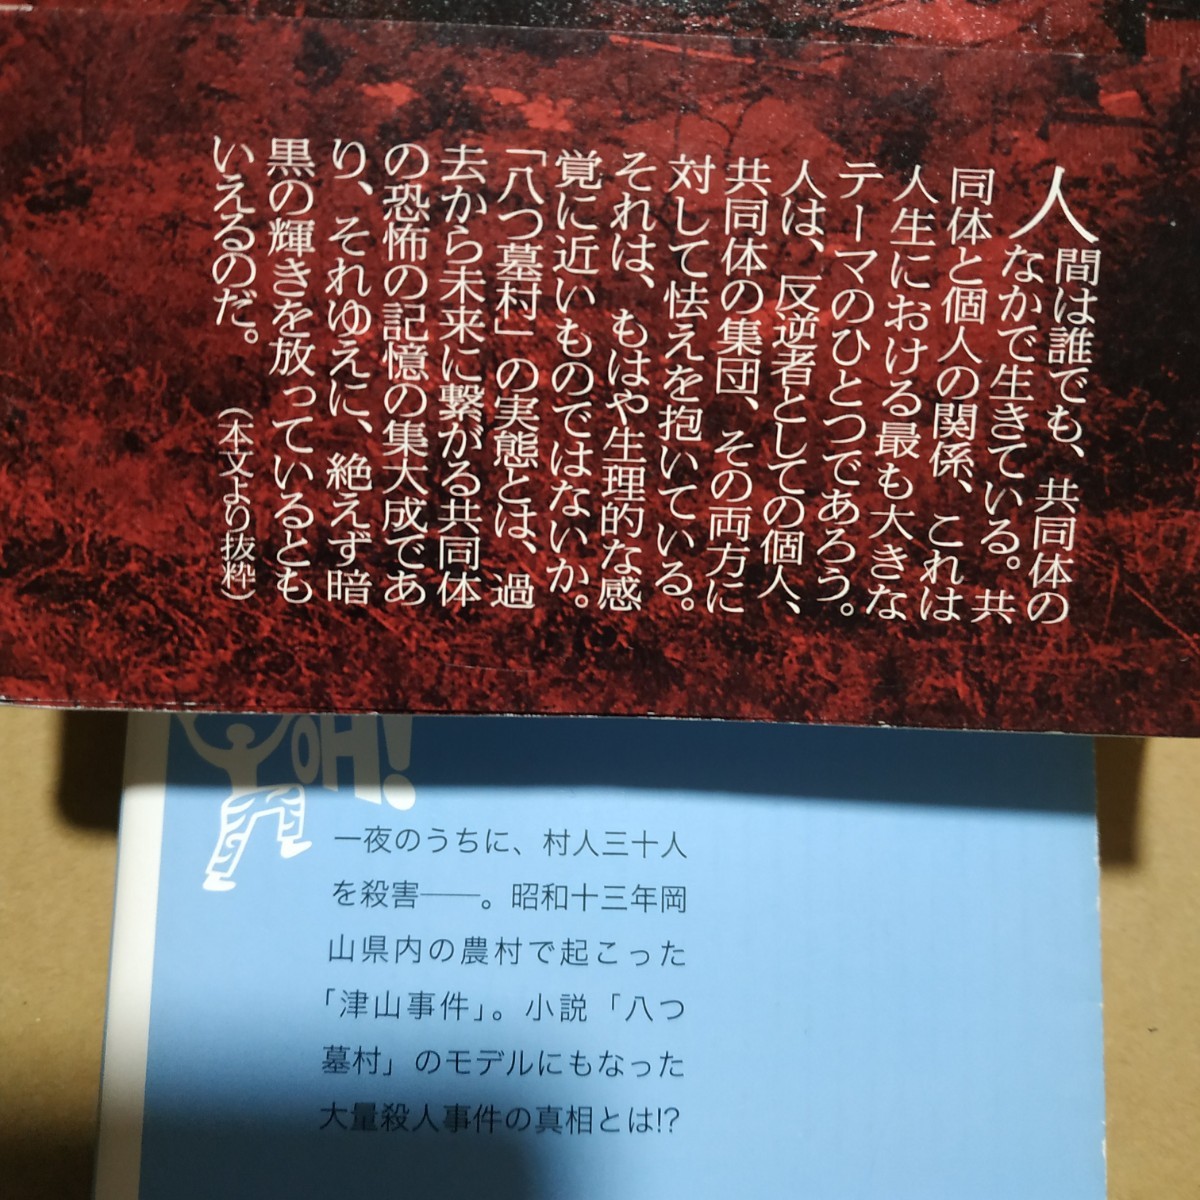 人間は誰でも、共同体の
なかで生きている。共
同体と個人の関係、これは
人生における最も大きな
テーマのひとつであろう。
人は、反逆者としての個人、
共同体の集団、その両方に
対して怯えを抱いている。
それは、もはや生理的な感
覚に近いものではないか。
「八つ墓村」の実態とは、過
去から未来に繋がる共同体
の恐怖の記憶の集大成であ
り、それゆえに、絶えず暗
黒の輝きを放っているとも
いえるのだ。
（本文より抜粋）
OH!
一夜のうちに、村人三十人
を殺害――。昭和十三年岡
山県内の農村で起こった
「津山事件」。小説「八つ
墓村」のモデルにもなった
大量殺人事件の真相とは!?